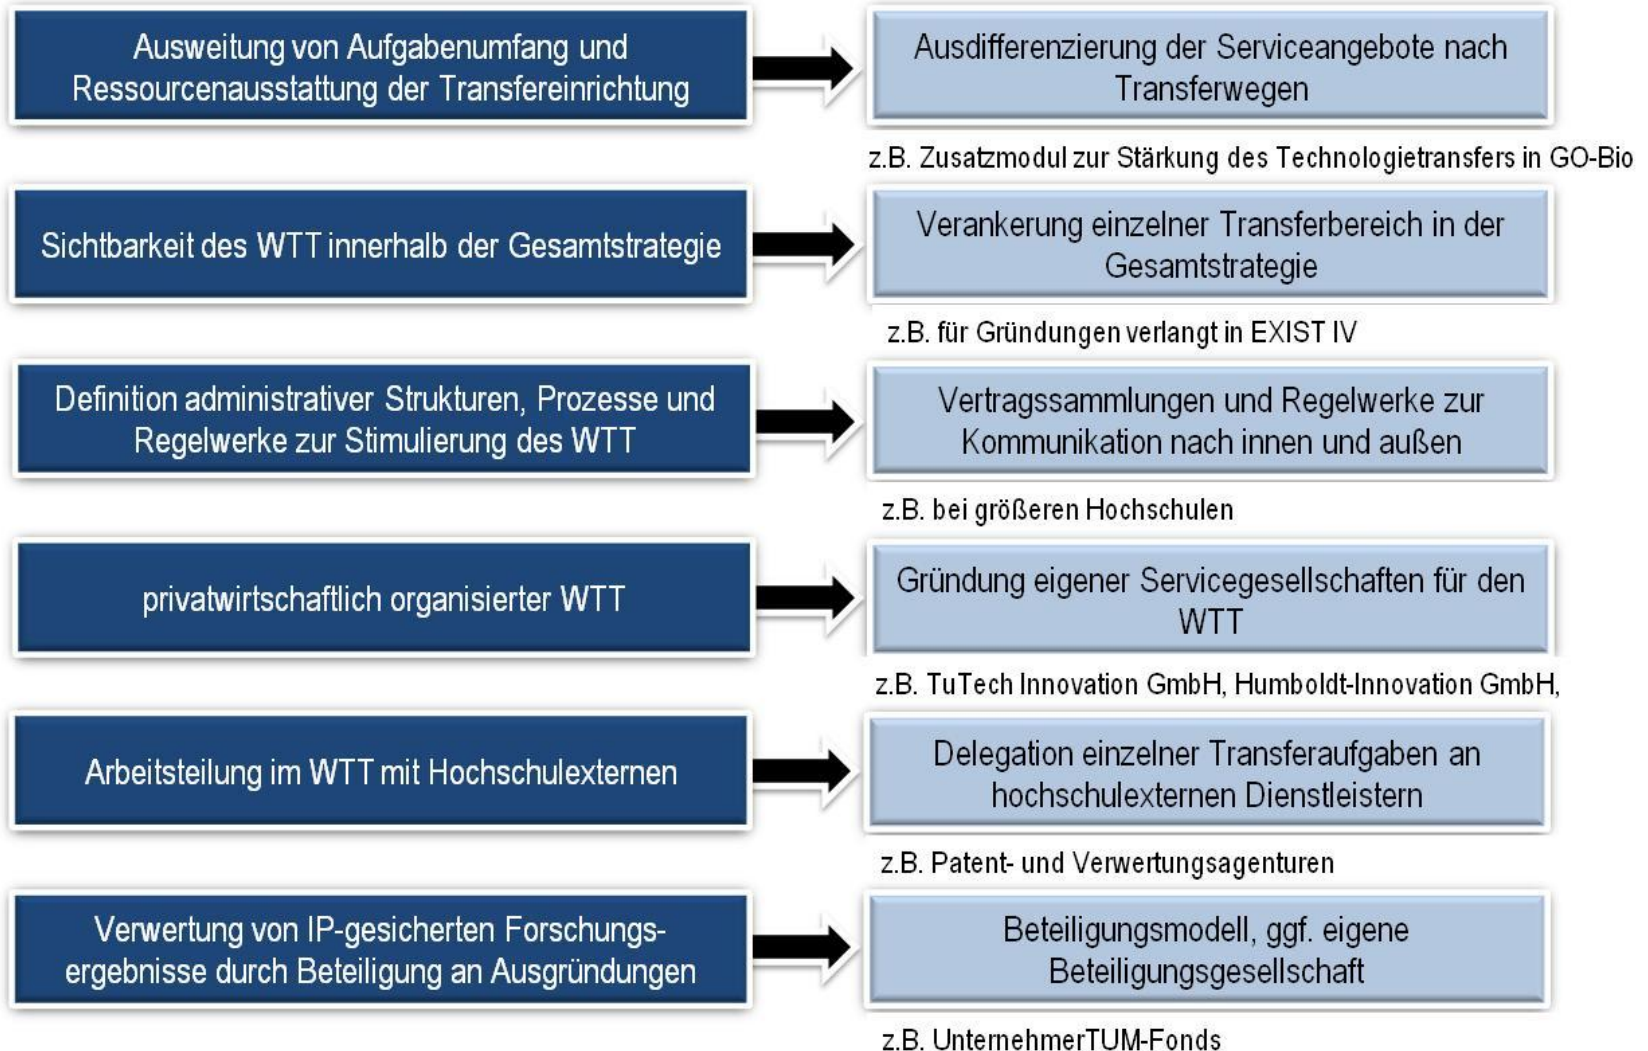 Ausweitung von Aufgabenumfang und
Ressourcenausstattung der Transfereinrichtung
Ausdifferenzierung der Serviceangebote nach
Transferwegen
z.B. Zusatzmodul zur Stärkung des Technologietransfers in GO-Bio
Sichtbarkeit des WTT innerhalb der Gesamtstrategie
Verankerung einzelner Transferbereich in der
Gesamtstrategie
z.B. für Gründungen verlangt in EXIST IV
Definition administrativer Strukturen, Prozesse und
Regelwerke zur Stimulierung des WTT
Vertragssammlungen und Regelwerke zur
Kommunikation nach innen und außen
z.B. bei größeren Hochschulen
privatwirtschaftlich organisierter WTT
Gründung eigener Servicegesellschaften für den
WTT
z.B. TuTech Innovation GmbH, Humboldt-Innovation GmbH,
Arbeitsteilung im WTT mit Hochschulexternen
Delegation einzelner Transferaufgaben an
hochschulexternen Dienstleistern
z.B. Patent- und Verwertungsagenturen
Verwertung von IP-gesicherten Forschungs-
ergebnisse durch Beteiligung an Ausgründungen
Beteiligungsmodell, ggf. eigene
Beteiligungsgesellschaft
z.B. UnternehmerTUM-Fonds